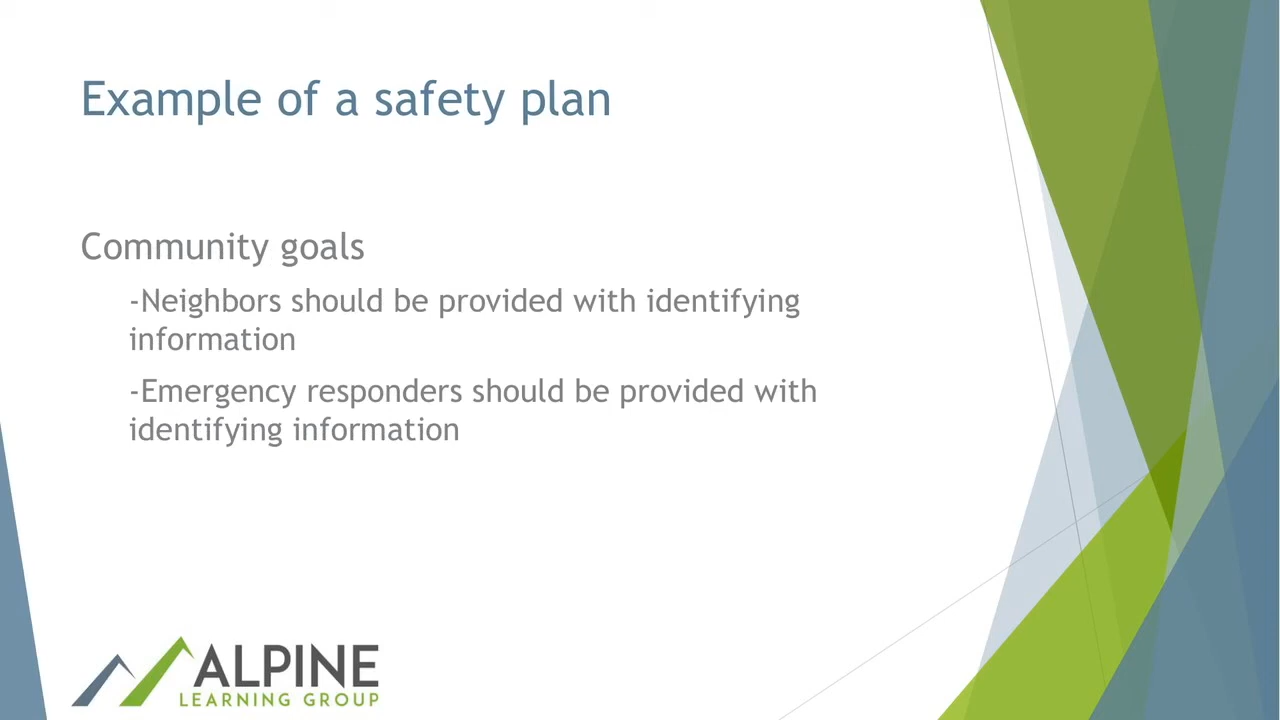 Example of a safety plan
Community goals
-Neighbors should be provided with identifying
information
-Emergency responders should be provided with
identifying information
ALPINE
LEARNING GROUP